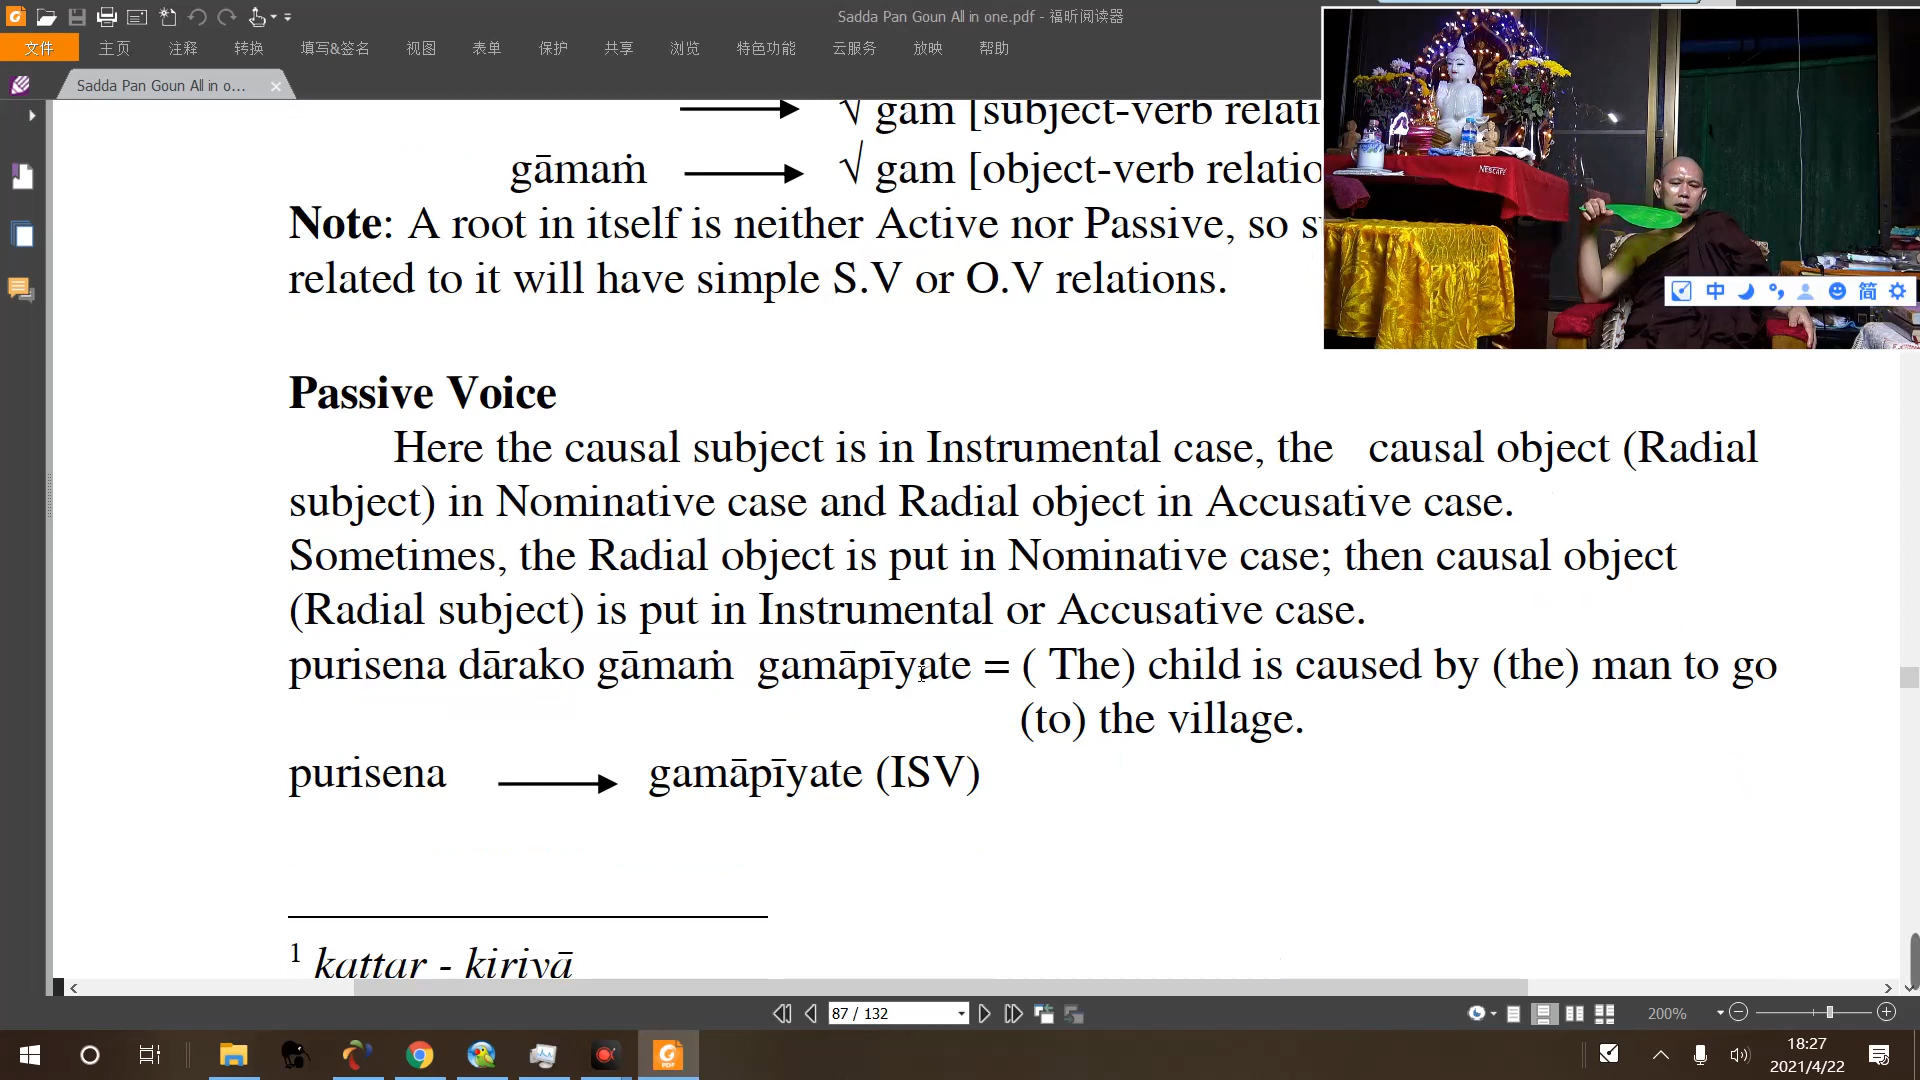 Sadda Pan Goun All in one.pdf - 福昕阅读器
文件 主页 注释 转换 填写&签名 视图 表单 保护 共享 浏览 特色功能 云服务 放映 帮助
Sadda Pan Goun All in o...
√ gam [subject-verb relati
gāmaṁ √ gam [object-verb relatio
Note: A root in itself is neither Active nor Passive, so s
related to it will have simple S.V or O.V relations.
NESCAFÉ
中 简
Passive Voice
Here the causal subject is in Instrumental case, the causal object (Radial
subject) in Nominative case and Radial object in Accusative case.
Sometimes, the Radial object is put in Nominative case; then causal object
(Radial subject) is put in Instrumental or Accusative case.
purisena dārako gāmaṁ gamāpīyate = ( The) child is caused by (the) man to go
(to) the village.
purisena gamāpīyate (ISV)
1 kattar - kiriyā
87 / 132
200%
18:27
2021/4/22